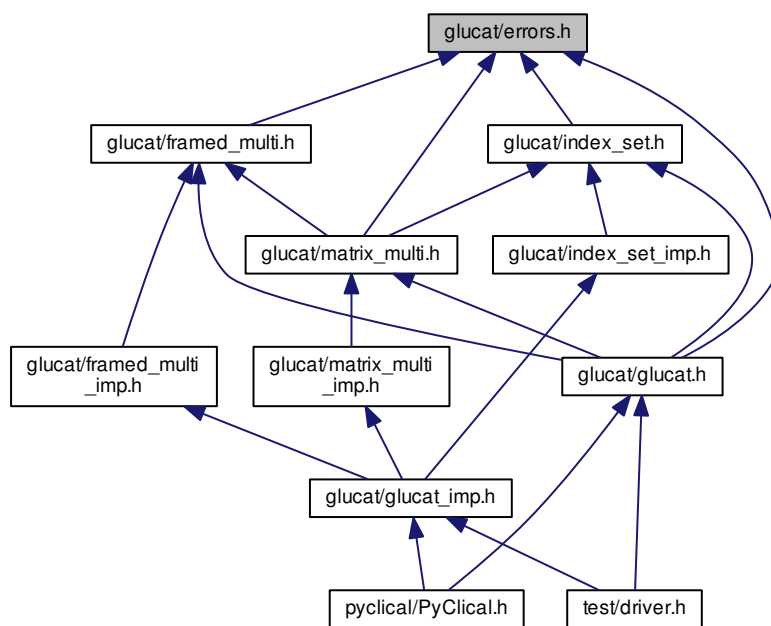 glucat/errors.h
glucat/framed_multi.h
glucat/index_set.h
glucat/matrix_multi.h
glucat/index_set_imp.h
glucat/framed_multi
_imp.h
glucat/matrix_multi
_imp.h
glucat/glucat.h
glucat/glucat_imp.h
pyclical/PyClical.h
test/driver.h